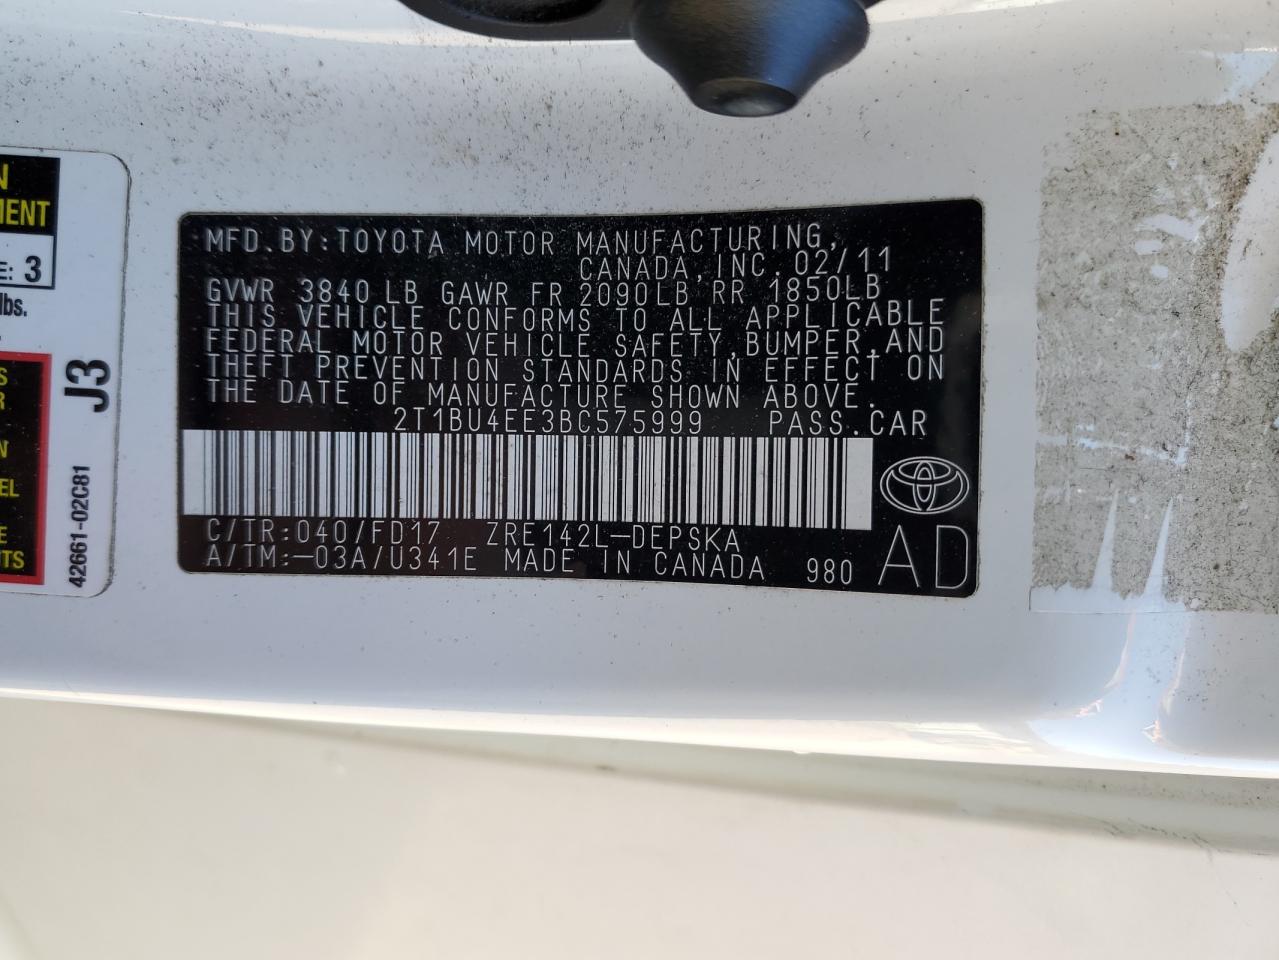 N
MENT
E: 3
lbs.
S
R
N
EL
E
TS
J3
42661-02C81
MFD.BY:TOYOTA MOTOR MANUFACTURING,
CANADA,INC.02/11
GVWR 3840LB GAWR FR 2090LB RR 1850LB
THIS VEHICLE CONFORMS TO ALL APPLICABLE
FEDERAL MOTOR VEHICLE SAFETY,BUMPER,AND
THEFT PREVENTION STANDARDS IN EFFECT ON
THE DATE OF MANUFACTURE SHOWN ABOVE.
2T1BU4EE3BC575999 PASS.CAR
C/TR:040/FD17 ZRE142L-DEPSKA
A/TM:-03A/U341E MADE IN CANADA 980 AD